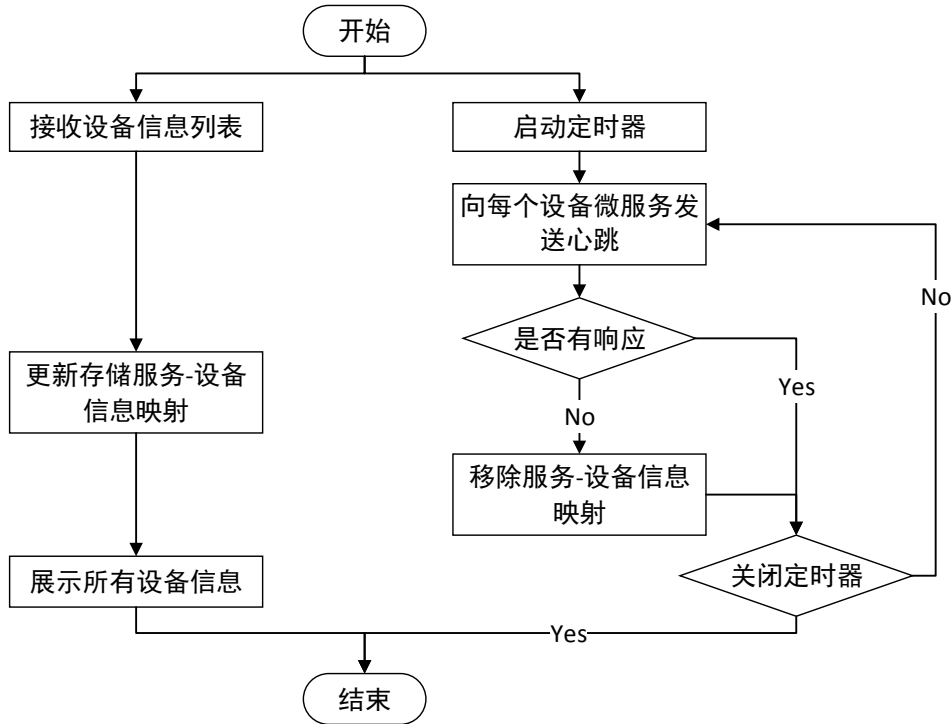 开始
接收设备信息列表
启动定时器
向每个设备微服务发
送心跳
No
是否有响应
更新存储服务-设备
信息映射
Yes
No
移除服务-设备信息
映射
展示所有设备信息
关闭定时器
Yes
结束